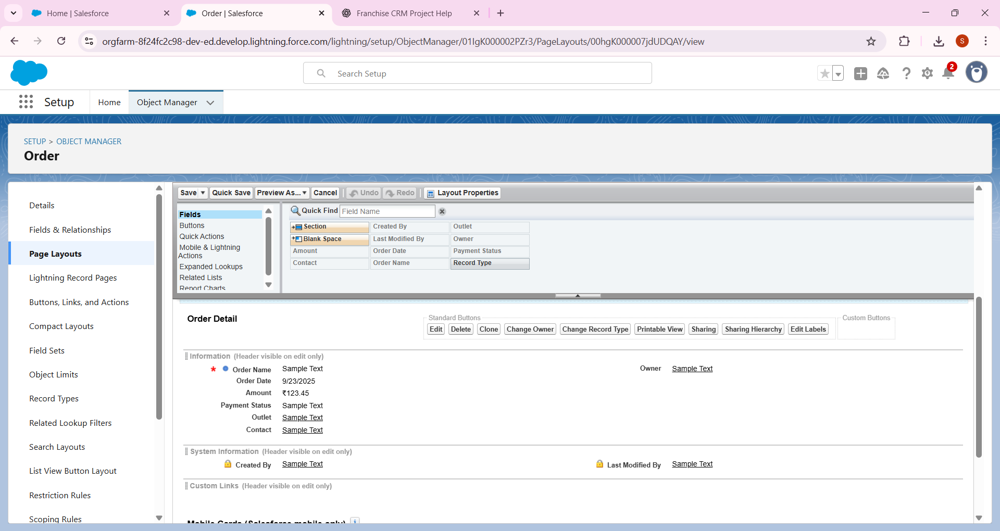 Home | Salesforce
Order | Salesforce
Franchise CRM Project Help
orgfarm-8f24fc2c98-dev-ed.develop.lightning.force.com/lightning/setup/ObjectManager/01IgK000002PZr3/PageLayouts/00hgK000007jdUDQAY/view
S
Search Setup
2
Setup
Home
Object Manager
SETUP > OBJECT MANAGER
Order
Details
Fields & Relationships
Page Layouts
Lightning Record Pages
Buttons, Links, and Actions
Compact Layouts
Field Sets
Object Limits
Record Types
Related Lookup Filters
Search Layouts
List View Button Layout
Restriction Rules
Scoping Rules
Save Quick Save Preview As... Cancel Undo Redo Layout Properties
Fields
Buttons
Quick Actions
Mobile & Lightning
Actions
Expanded Lookups
Related Lists
Report Charts
Quick Find Field Name
Section Created By Outlet
Blank Space Last Modified By Owner
Amount Order Date Payment Status
Contact Order Name Record Type
Order Detail
Standard Buttons
Edit Delete Clone Change Owner Change Record Type Printable View Sharing Sharing Hierarchy Edit Labels
Custom Buttons
Information (Header visible on edit only)
* Order Name Sample Text Owner Sample Text
Order Date 9/23/2025
Amount ₹123.45
Payment Status Sample Text
Outlet Sample Text
Contact Sample Text
System Information (Header visible on edit only)
Created By Sample Text Last Modified By Sample Text
Custom Links (Header visible on edit only)
Mobile Cards (Salesforce mobile only) i